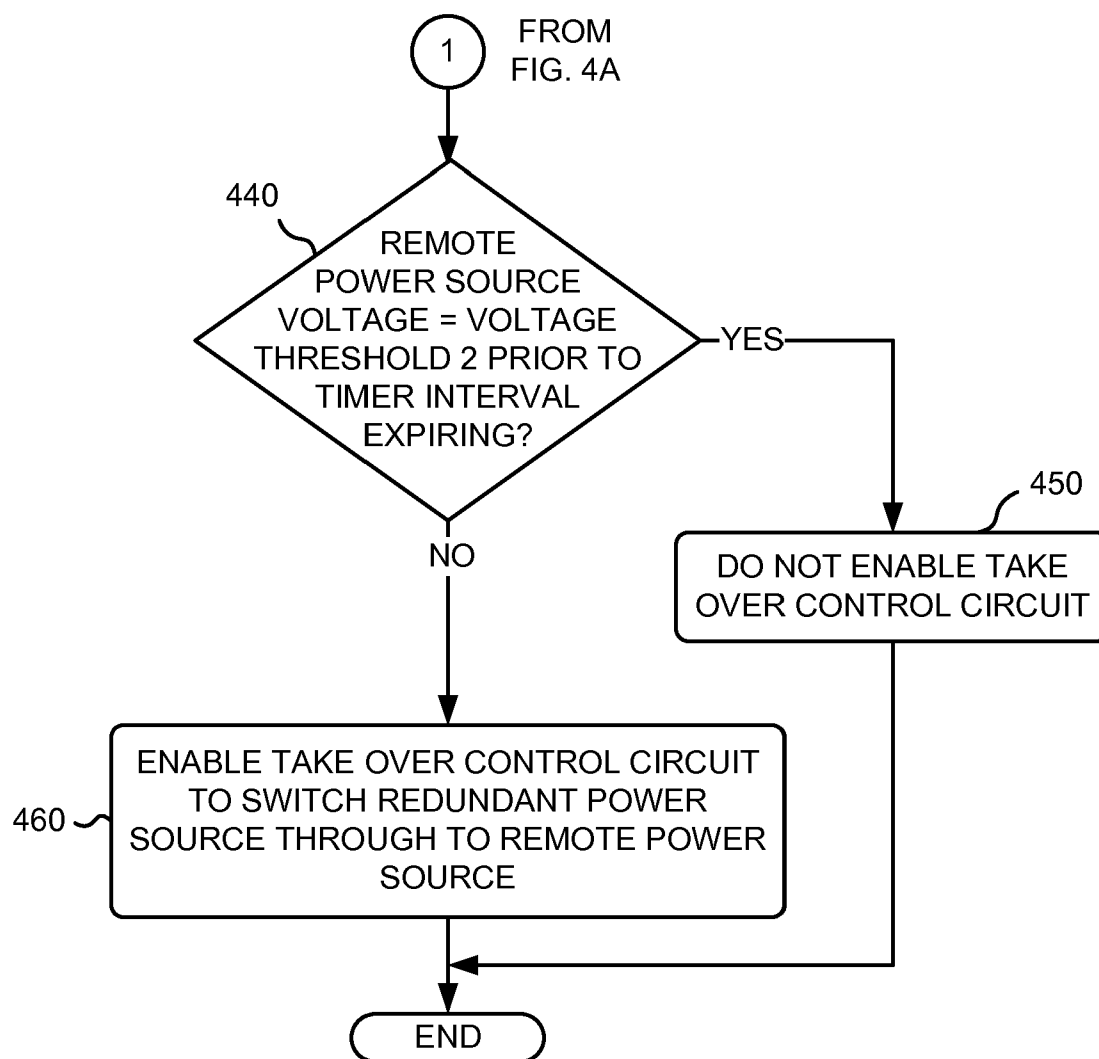 1
FROM
FIG. 4A
440
REMOTE
POWER SOURCE
VOLTAGE = VOLTAGE
THRESHOLD 2 PRIOR TO
TIMER INTERVAL
EXPIRING?
YES
NO
450
DO NOT ENABLE TAKE
OVER CONTROL CIRCUIT
460
ENABLE TAKE OVER CONTROL CIRCUIT
TO SWITCH REDUNDANT POWER
SOURCE THROUGH TO REMOTE POWER
SOURCE
END